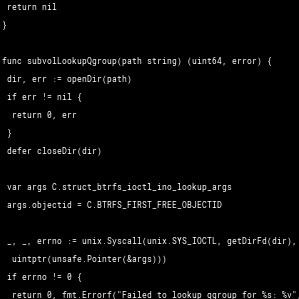 return nil
}
func subvolLookupQgroup(path string) (uint64, error) {
dir, err := openDir(path)
if err != nil {
return 0, err
}
defer closeDir(dir)
var args C.struct_btrfs_ioctl_ino_lookup_args
args.objectid = C.BTRFS_FIRST_FREE_OBJECTID
_, _, errno := unix.Syscall(unix.SYS_IOCTL, getDirFd(dir),
uintptr(unsafe.Pointer(&args)))
if errno != 0 {
return 0, fmt.Errorf("Failed to lookup qgroup for %s: %v"